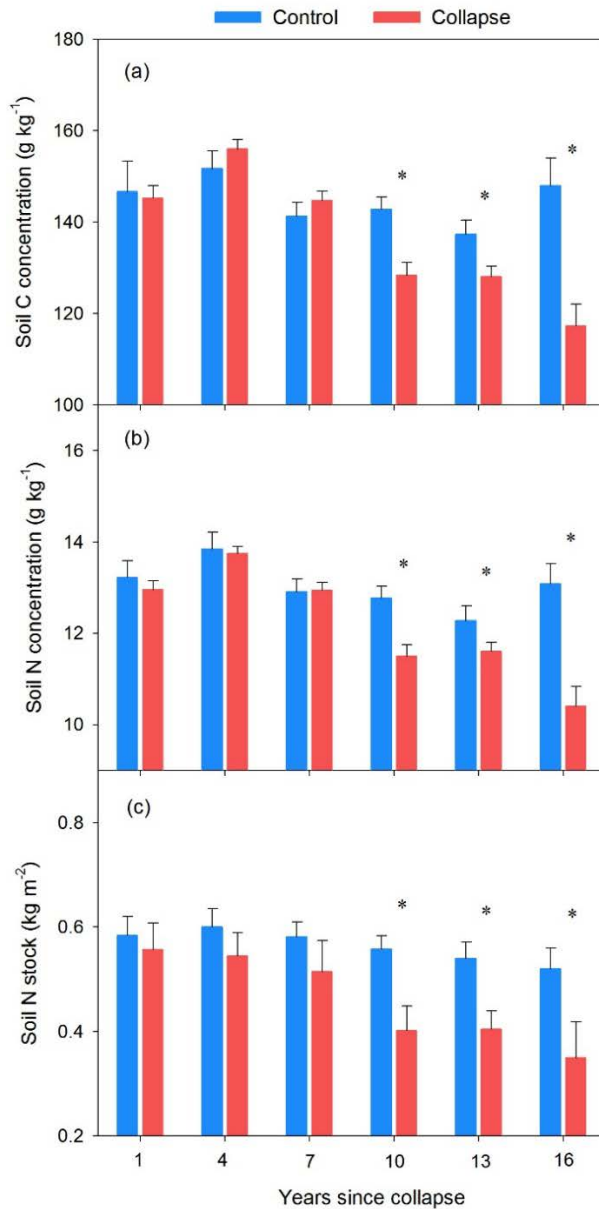 Control Collapse
(a)
Soil C concentration (g kg⁻¹)
180
160
140
120
100
* * *
(b)
Soil N concentration (g kg⁻¹)
16
14
12
10
* * *
(c)
Soil N stock (kg m⁻²)
0.8
0.6
0.4
0.2
* * *
1 4 7 10 13 16
Years since collapse